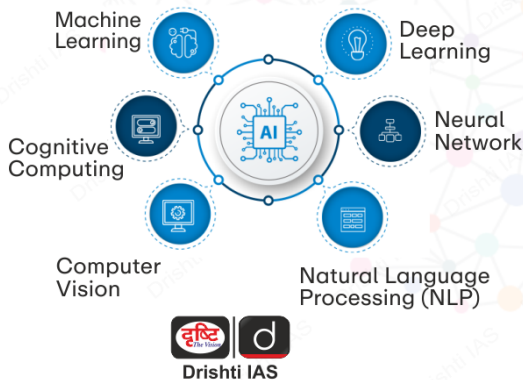 Machine
Learning
Deep
Learning
AI
Cognitive
Computing
Neural
Network
Computer
Vision
Natural Language
Processing (NLP)
दृष्टि
The Vision
d
Drishti IAS